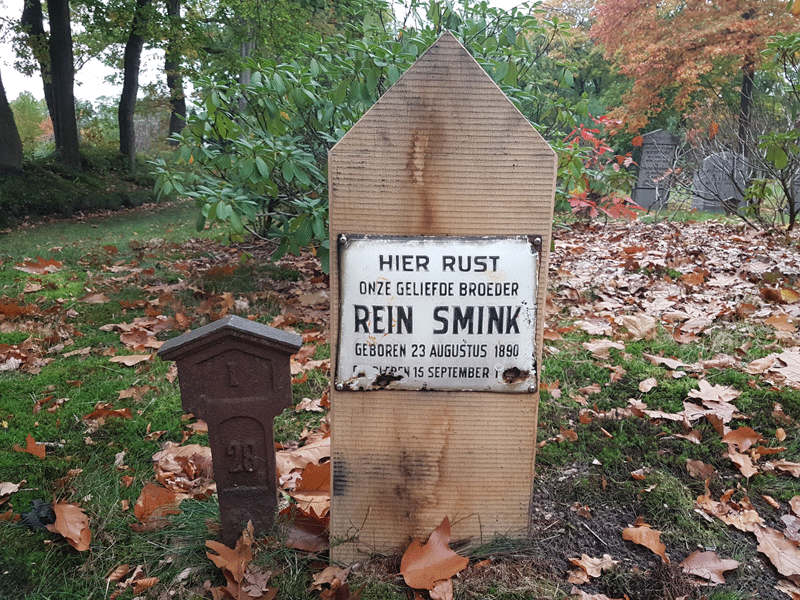 HIER RUST
ONZE GELIEFDE BROEDER
REIN SMINK
GEBOREN 23 AUGUSTUS 1890
15 SEPTEMBER
I
28